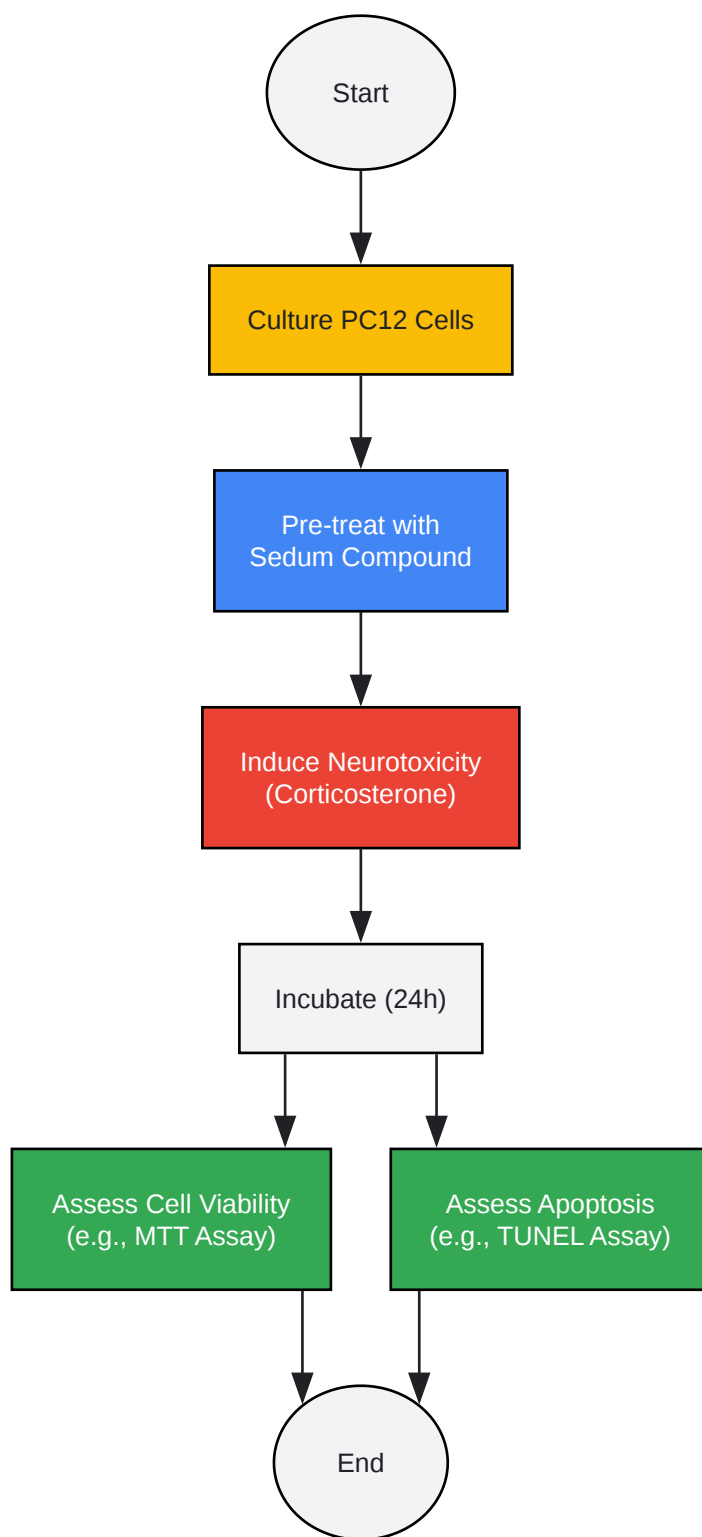 Start
Culture PC12 Cells
Pre-treat with
Sedum Compound
Induce Neurotoxicity
(Corticosterone)
Incubate (24h)
Assess Cell Viability
(e.g., MTT Assay)
Assess Apoptosis
(e.g., TUNEL Assay)
End